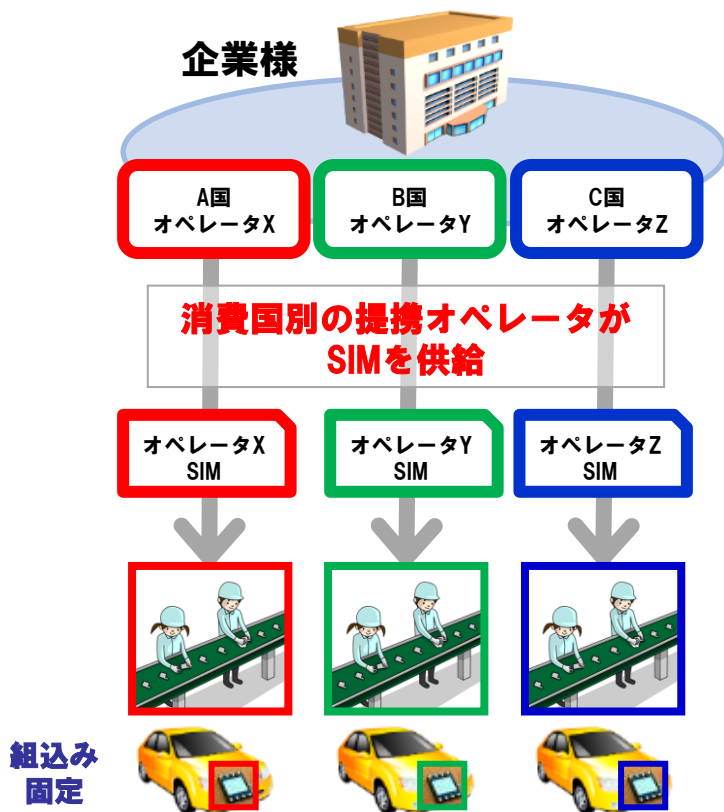 企業様
A国
オペレータX
B国
オペレータY
C国
オペレータZ
消費国別の提携オペレータが
SIMを供給
オペレータX
SIM
オペレータY
SIM
オペレータZ
SIM
組込み
固定